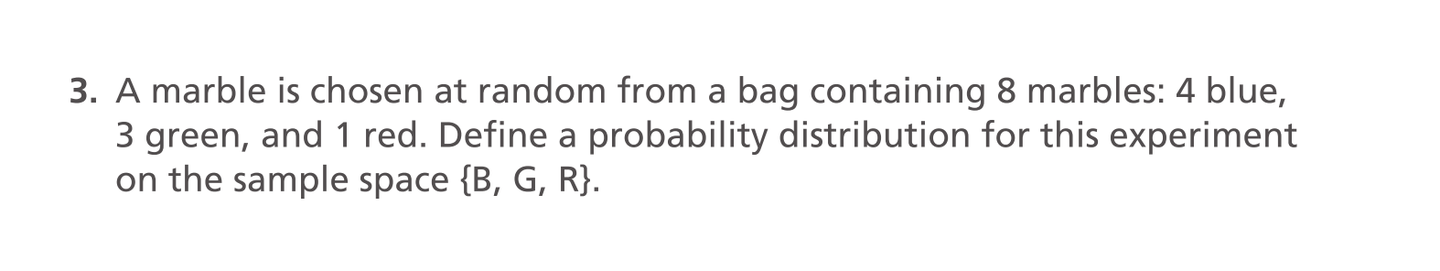 3. A marble is chosen at random from a bag containing 8 marbles: 4 blue,
3 green, and 1 red. Define a probability distribution for this experiment
on the sample space {B, G, R}.